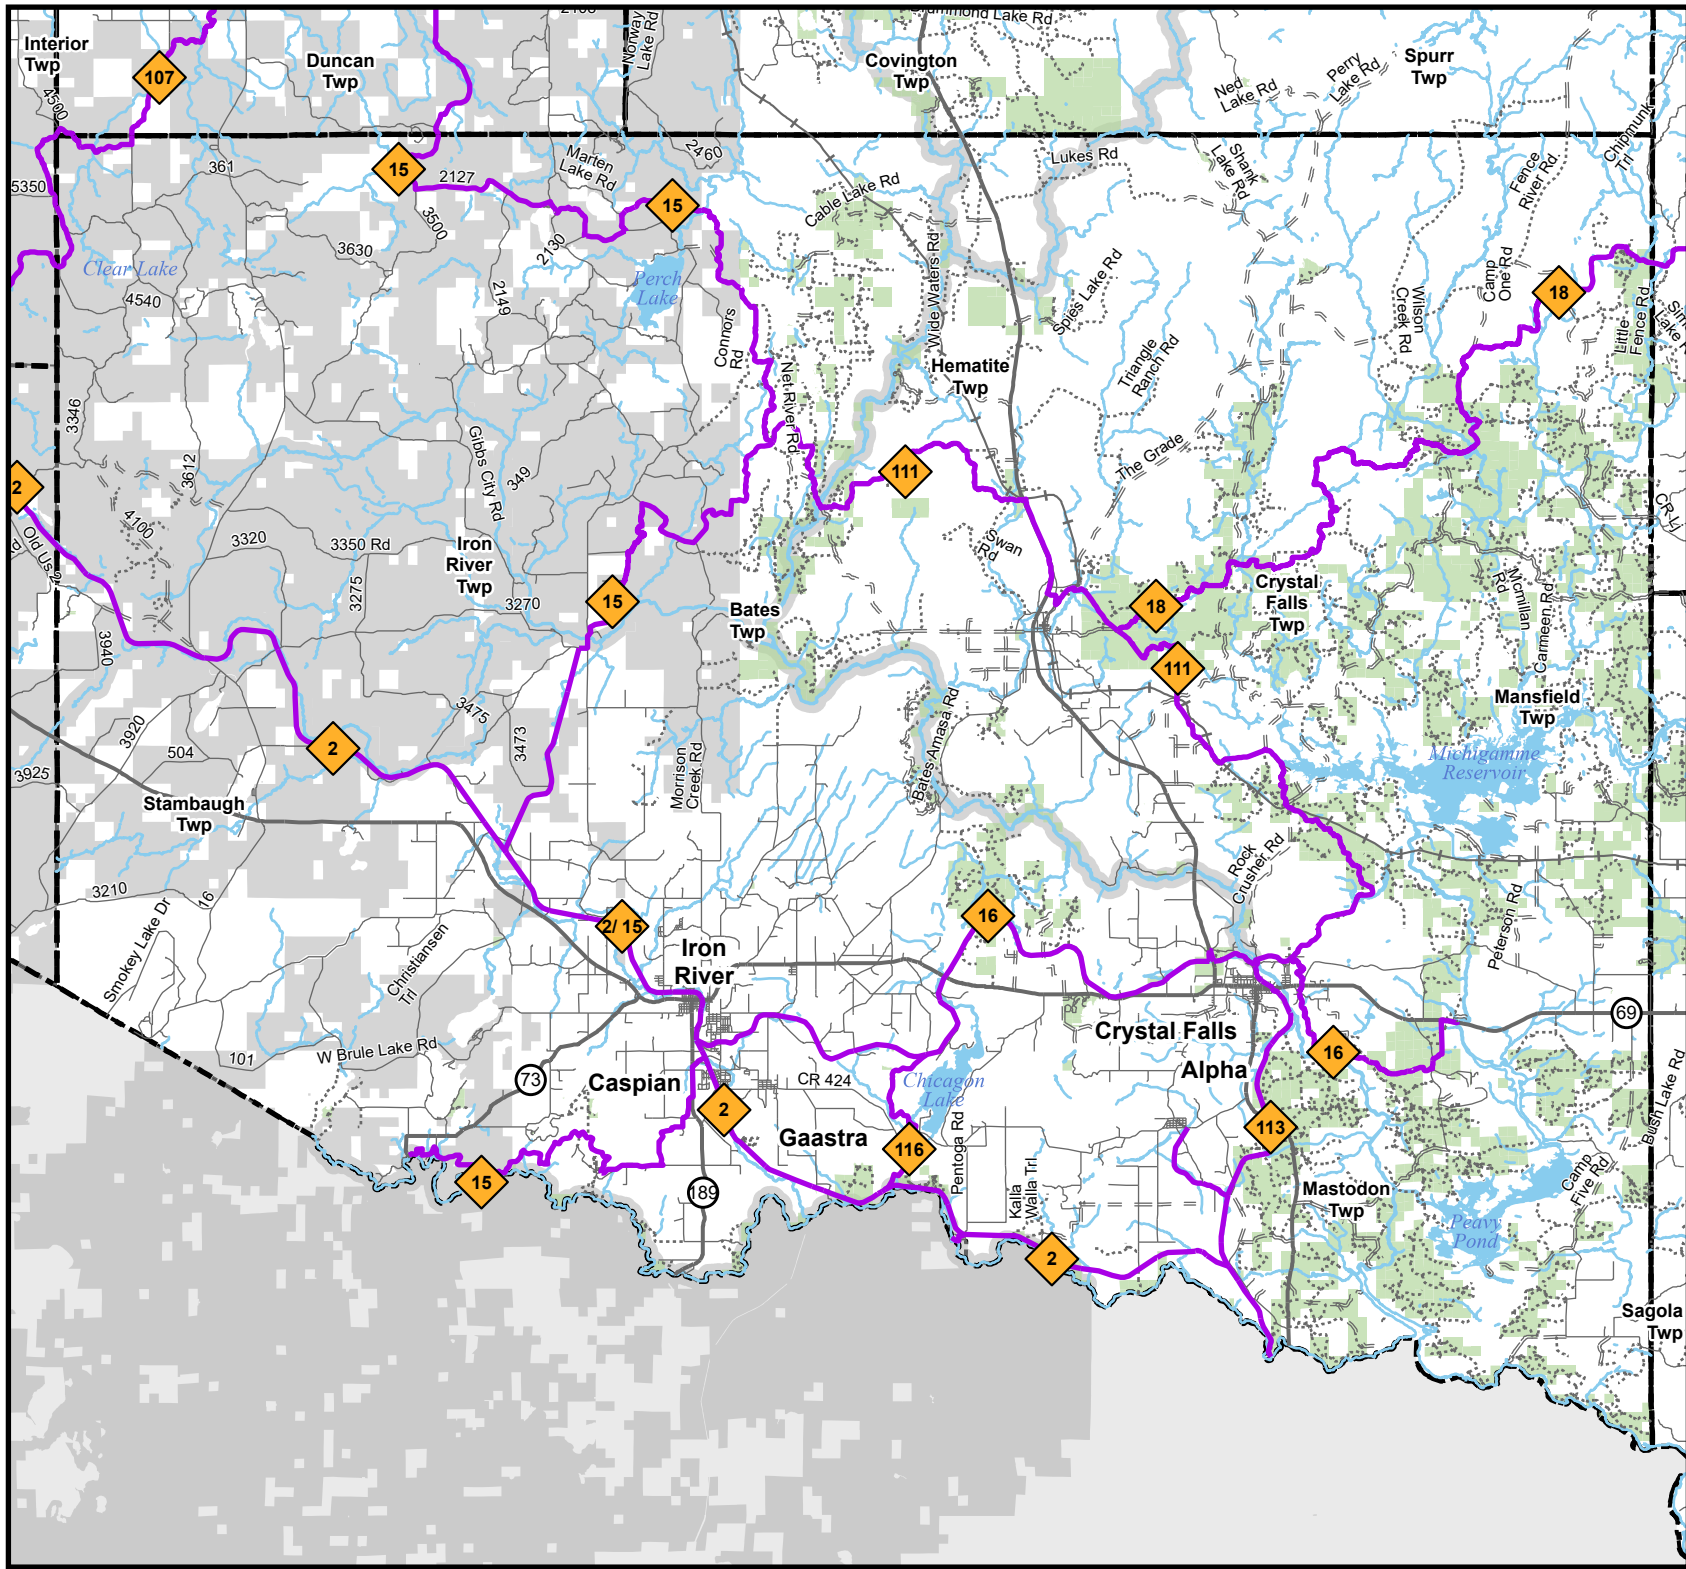 Drummond Lake Rd
Norway
Lake Rd
Interior
Twp
Duncan
Twp
Covington
Twp
Spurr
Twp
107
4500
Ned
Lake Rd
Perry
Lake Rd
Chipmunk
Trl
361
15
2127
Marten
Lake Rd
2460
Lukes Rd
Shank
Lake Rd
Fence
River Rd
5350
3500
15
Cable Lake Rd
3630
2130
Clear Lake
4540
2149
Perch
Lake
Connors
Rd
Wide Waters Rd
Spies Lake Rd
Wilson
Creek Rd
Camp
One Rd
18
Little
Fence Rd
Triangle
Ranch Rd
Hematite
Twp
Net River Rd
3346
3612
Gibbs City Rd
349
The Grade
111
2
Old Us 2
4100
3320
3350 Rd
Iron
River
Twp
3275
3270
15
Bates
Twp
Swan
Rd
18
Crystal
Falls
Twp
Mcmillan
Rd
Carmeen Rd
3940
111
Mansfield
Twp
3475
3473
3920
504
2
3925
Stambaugh
Twp
Morrison
Creek Rd
Bates Amasa Rd
Michigamme
Reservoir
Rock
Crusher Rd
3210
16
Smokey Lake Dr
Christiansen
Trl
2/ 15
Iron
River
16
Peterson Rd
69
101
W Brule Lake Rd
73
Caspian
CR 424
Chicagon
Lake
Crystal Falls
Alpha
16
Bush Lake Rd
2
Gaastra
116
Pentoga Rd
113
15
189
Kalla
Walla Trl
Mastodon
Twp
Camp
Five Rd
Peavy
Pond
2
Sagola
Twp